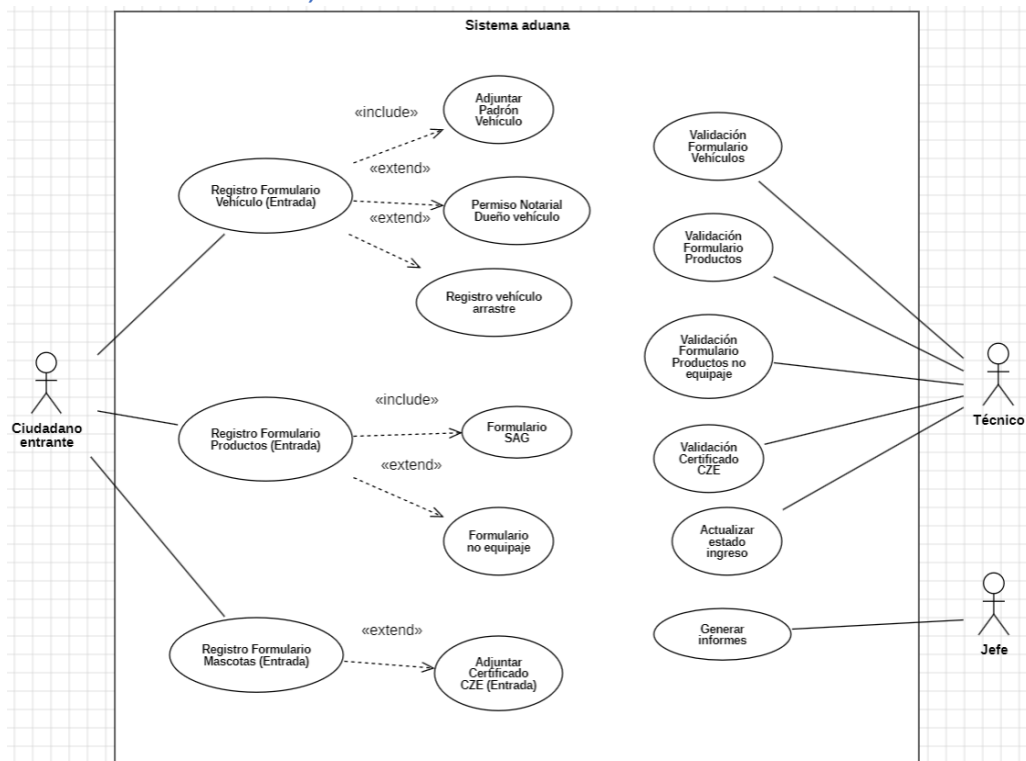 Sistema aduana
«include»
Adjuntar
Padrón
Vehículo
«extend»
Registro Formulario
Vehículo (Entrada)
Permiso Notarial
Dueño vehículo
«extend»
Registro vehículo
arrastre
Ciudadano
entrante
Registro Formulario
Productos (Entrada)
«include»
Formulario
SAG
«extend»
Formulario
no equipaje
Registro Formulario
Mascotas (Entrada)
«extend»
Adjuntar
Certificado
CZE (Entrada)
Validación
Formulario
Vehículos
Validación
Formulario
Productos
Validación
Formulario
Productos no
equipaje
Validación
Certificado
CZE
Actualizar
estado
ingreso
Generar
informes
Técnico
Jefe